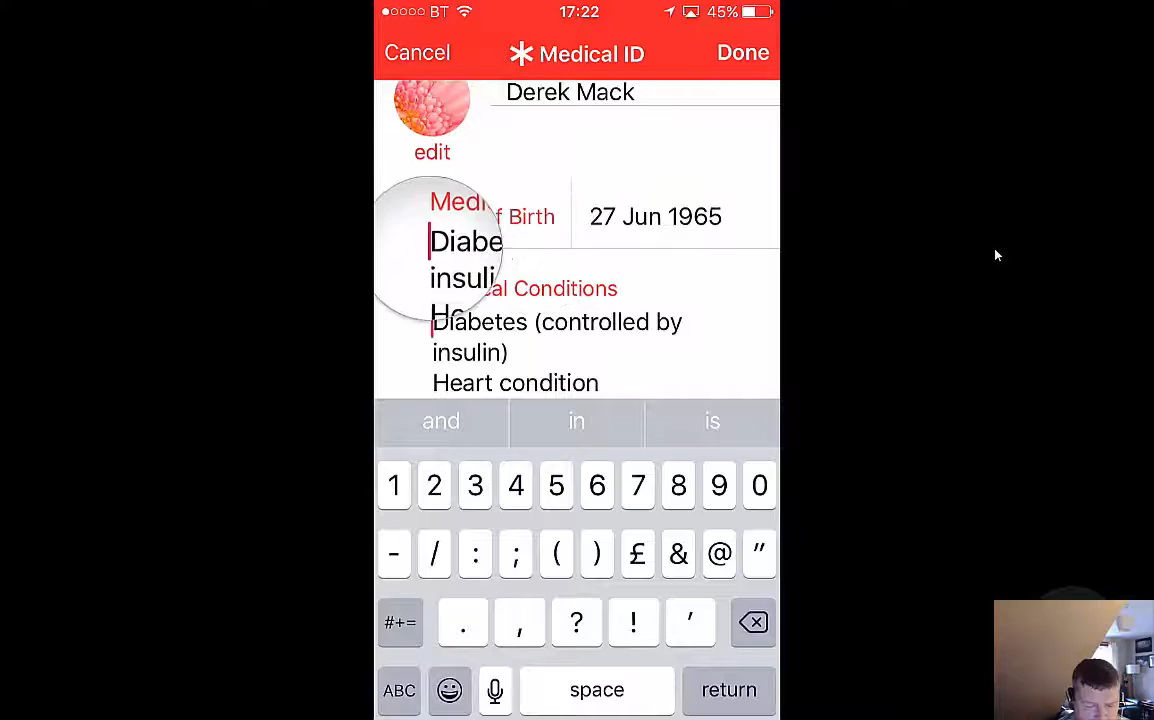 BT 17:22 45%
Cancel Medical ID Done
Derek Mack
edit
Medi
f Birth 27 Jun 1965
Diabe
insuli
al Conditions
Diabetes (controlled by
insulin)
Heart condition
and in is
1 2 3 4 5 6 7 8 9 0
- / : ; ( ) £ & @ "
#+= . , ? ! '
ABC space return